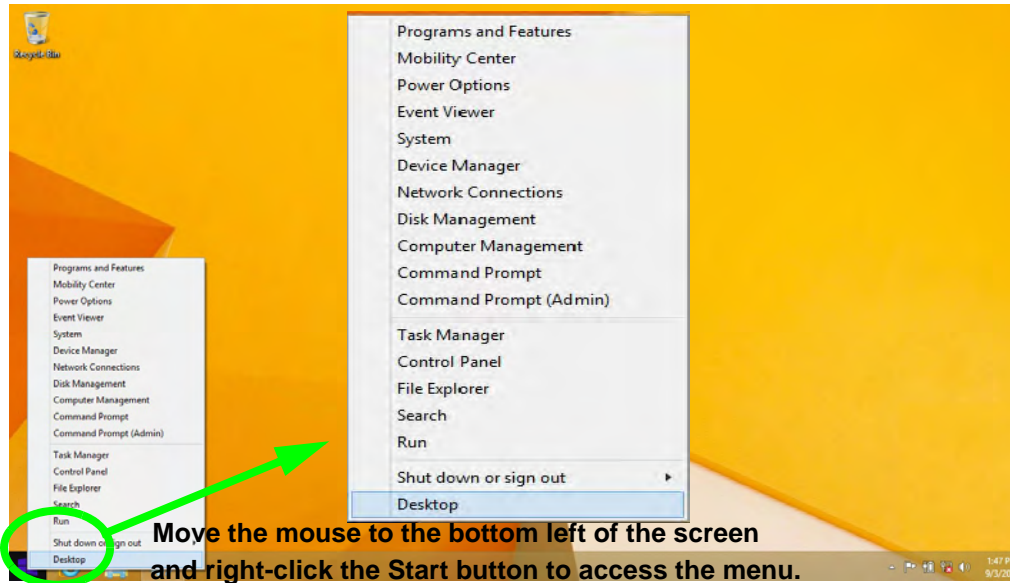 Recycle Bin
Programs and Features
Mobility Center
Power Options
Event Viewer
System
Device Manager
Network Connections
Disk Management
Computer Management
Command Prompt
Command Prompt (Admin)
Task Manager
Control Panel
File Explorer
Search
Run
Shut down or sign out
Desktop
Programs and Features
Mobility Center
Power Options
Event Viewer
System
Device Manager
Network Connections
Disk Management
Computer Management
Command Prompt
Command Prompt (Admin)
Task Manager
Control Panel
File Explorer
Search
Run
Shut down or sign out
Desktop
Move the mouse to the bottom left of the screen
and right-click the Start button to access the menu.
1:47 P
9/3/20